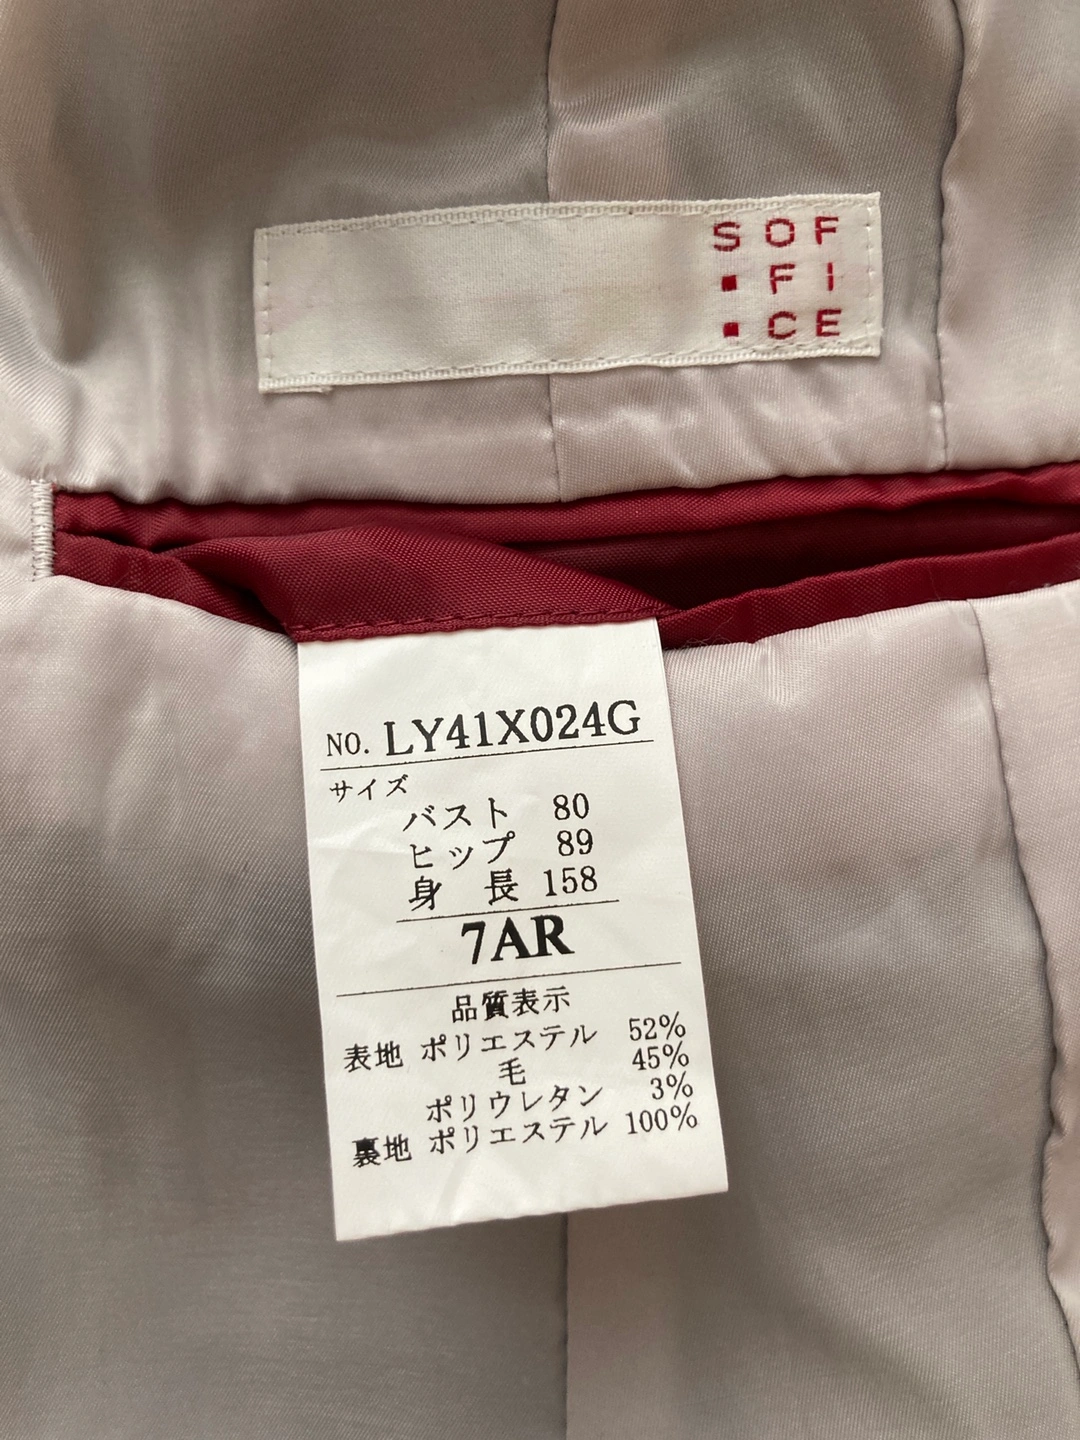 SOF
▪FI
▪CE
NO. LY41X024G
サイズ
バスト 80
ヒップ 89
身 長 158
7AR
品質表示
表地 ポリエステル 52%
毛 45%
ポリウレタン 3%
裏地 ポリエステル 100%